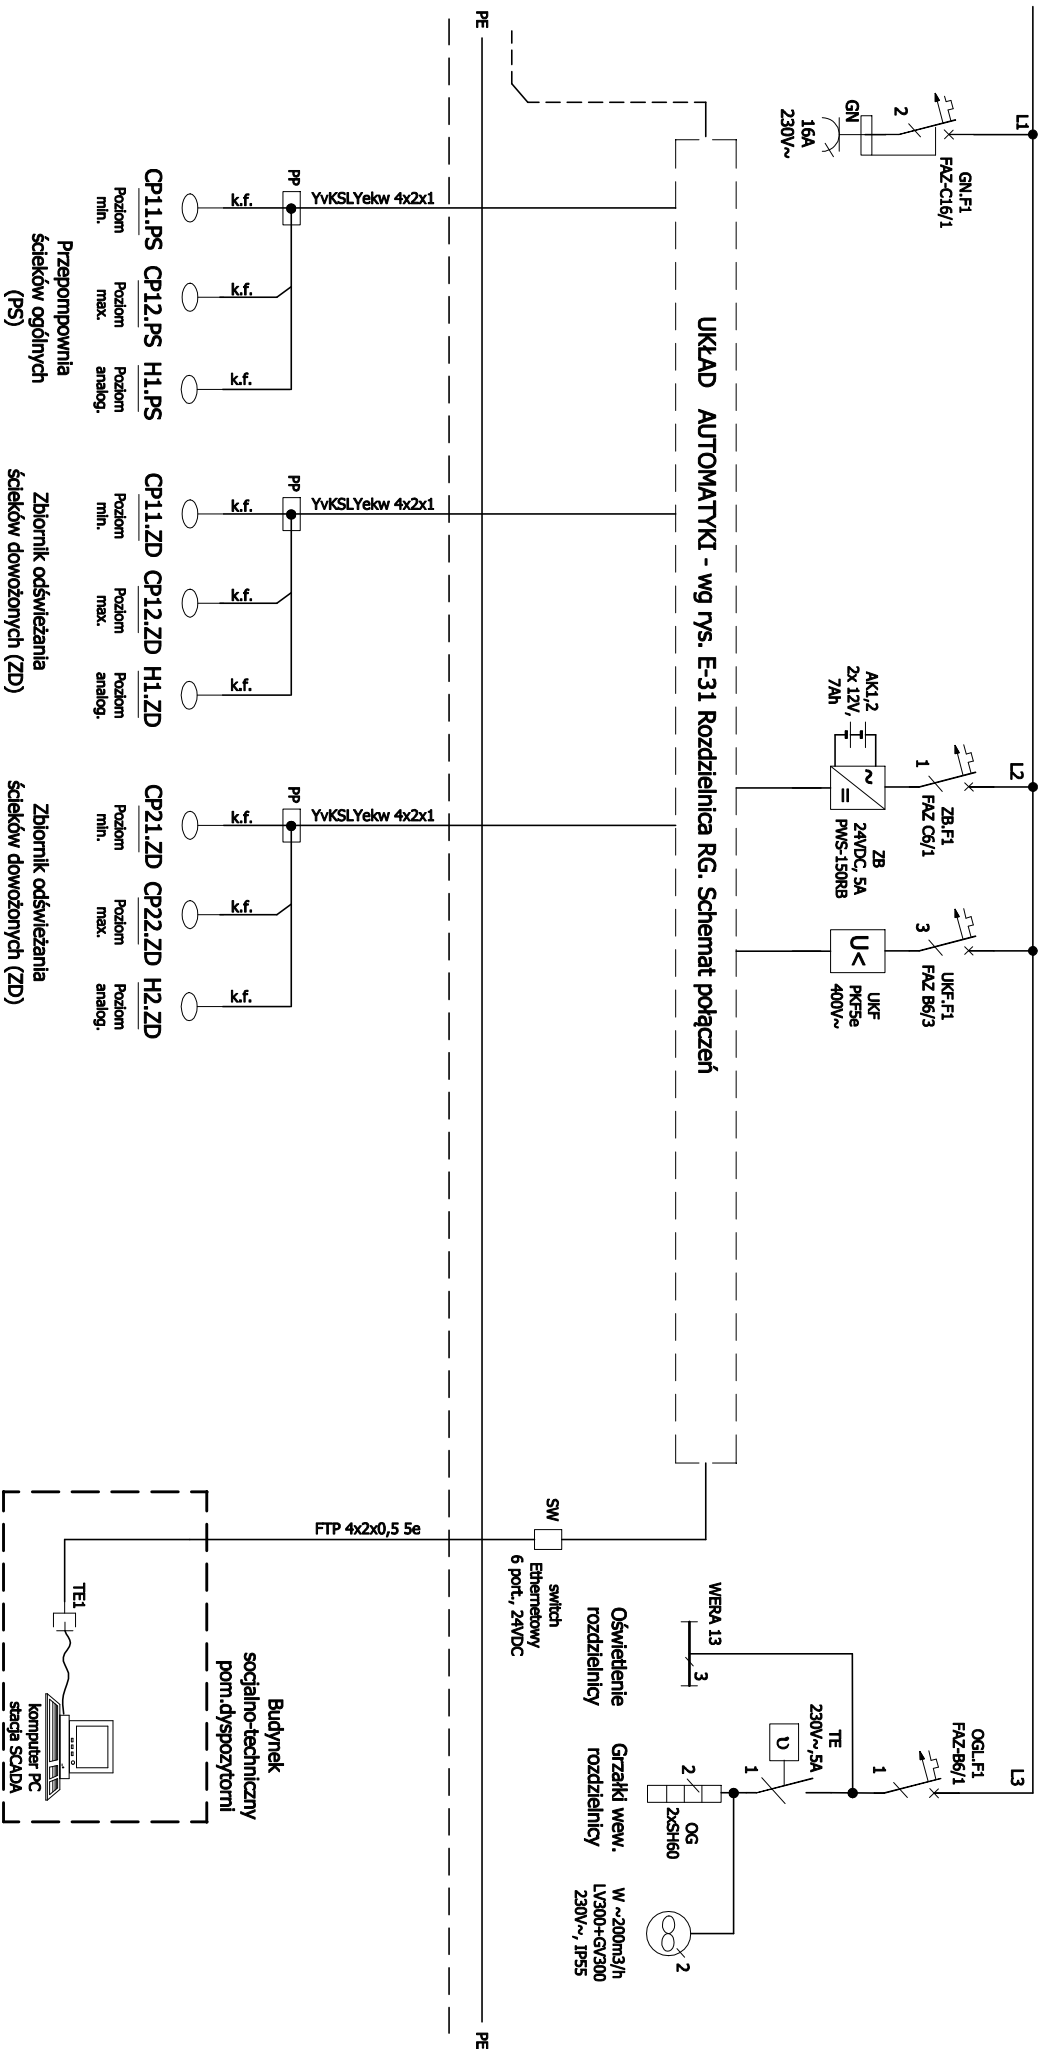 L1
GN.F1
FAZ-C16/1
2
GN
16A
230V~
L2
ZB.F1
FAZ C6/1
1
AK1,2
2x 12V,
7Ah
~
=
ZB
24VDC, 5A
PWS-150RB
UKF.F1
FAZ B6/3
3
U<
UKF
PKF5e
400V~
L3
OGL.F1
FAZ-B6/1
1
TE
230V~,5A
1
WERA 13
3
Oświetlenie
rozdzielnicy
2
OG
2xSH60
Grzałki wew.
rozdzielnicy
2
W ~200m3/h
LV300+GV300
230V~, IP55
UKŁAD AUTOMATYKI - wg rys. E-31 Rozdzielnica RG. Schemat połączeń
SW
switch
Ethernetowy
6 port., 24VDC
PE
PE
YvKSLYekw 4x2x1
PP
k.f.
k.f.
k.f.
CP11.PS
Poziom
min.
CP12.PS
Poziom
max.
H1.PS
Poziom
analog.
Przepompownia
ścieków ogólnych
(PS)
YvKSLYekw 4x2x1
PP
k.f.
k.f.
k.f.
CP11.ZD
Poziom
min.
CP12.ZD
Poziom
max.
H1.ZD
Poziom
analog.
Zbiornik odświeżania
ścieków dowożonych (ZD)
YvKSLYekw 4x2x1
PP
k.f.
k.f.
k.f.
CP21.ZD
Poziom
min.
CP22.ZD
Poziom
max.
H2.ZD
Poziom
analog.
Zbiornik odświeżania
ścieków dowożonych (ZD)
FTP 4x2x0,5 5e
Budynek
socjalno-techniczny
pom.dyspozytorni
TE1
komputer PC
stacja SCADA